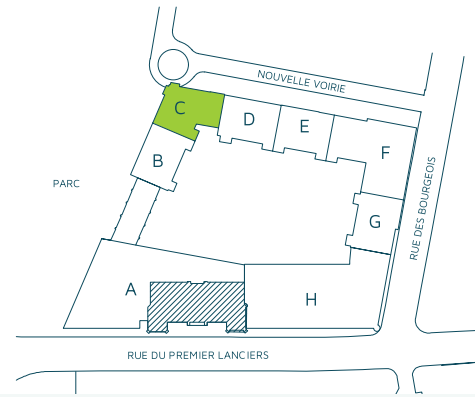 NOUVELLE VOIRIE
C
D
E
F
B
PARC
G
RUE DES BOURGEOIS
A
H
RUE DU PREMIER LANCIERS